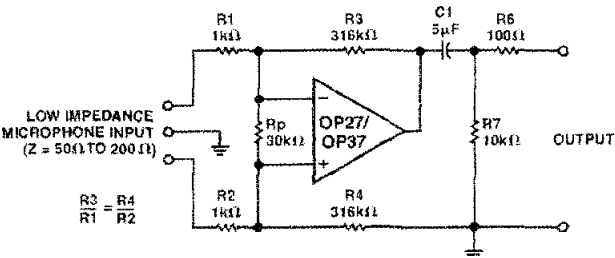 R1
1kΩ
R3
316kΩ
C1
5μF
R6
100Ω
LOW IMPEDANCE
MICROPHONE INPUT
(Z = 50Ω TO 200Ω)
−
Rp
30kΩ
OP27/
OP37
+
R7
10kΩ
OUTPUT
R3/R1 = R4/R2
R2
1kΩ
R4
316kΩ